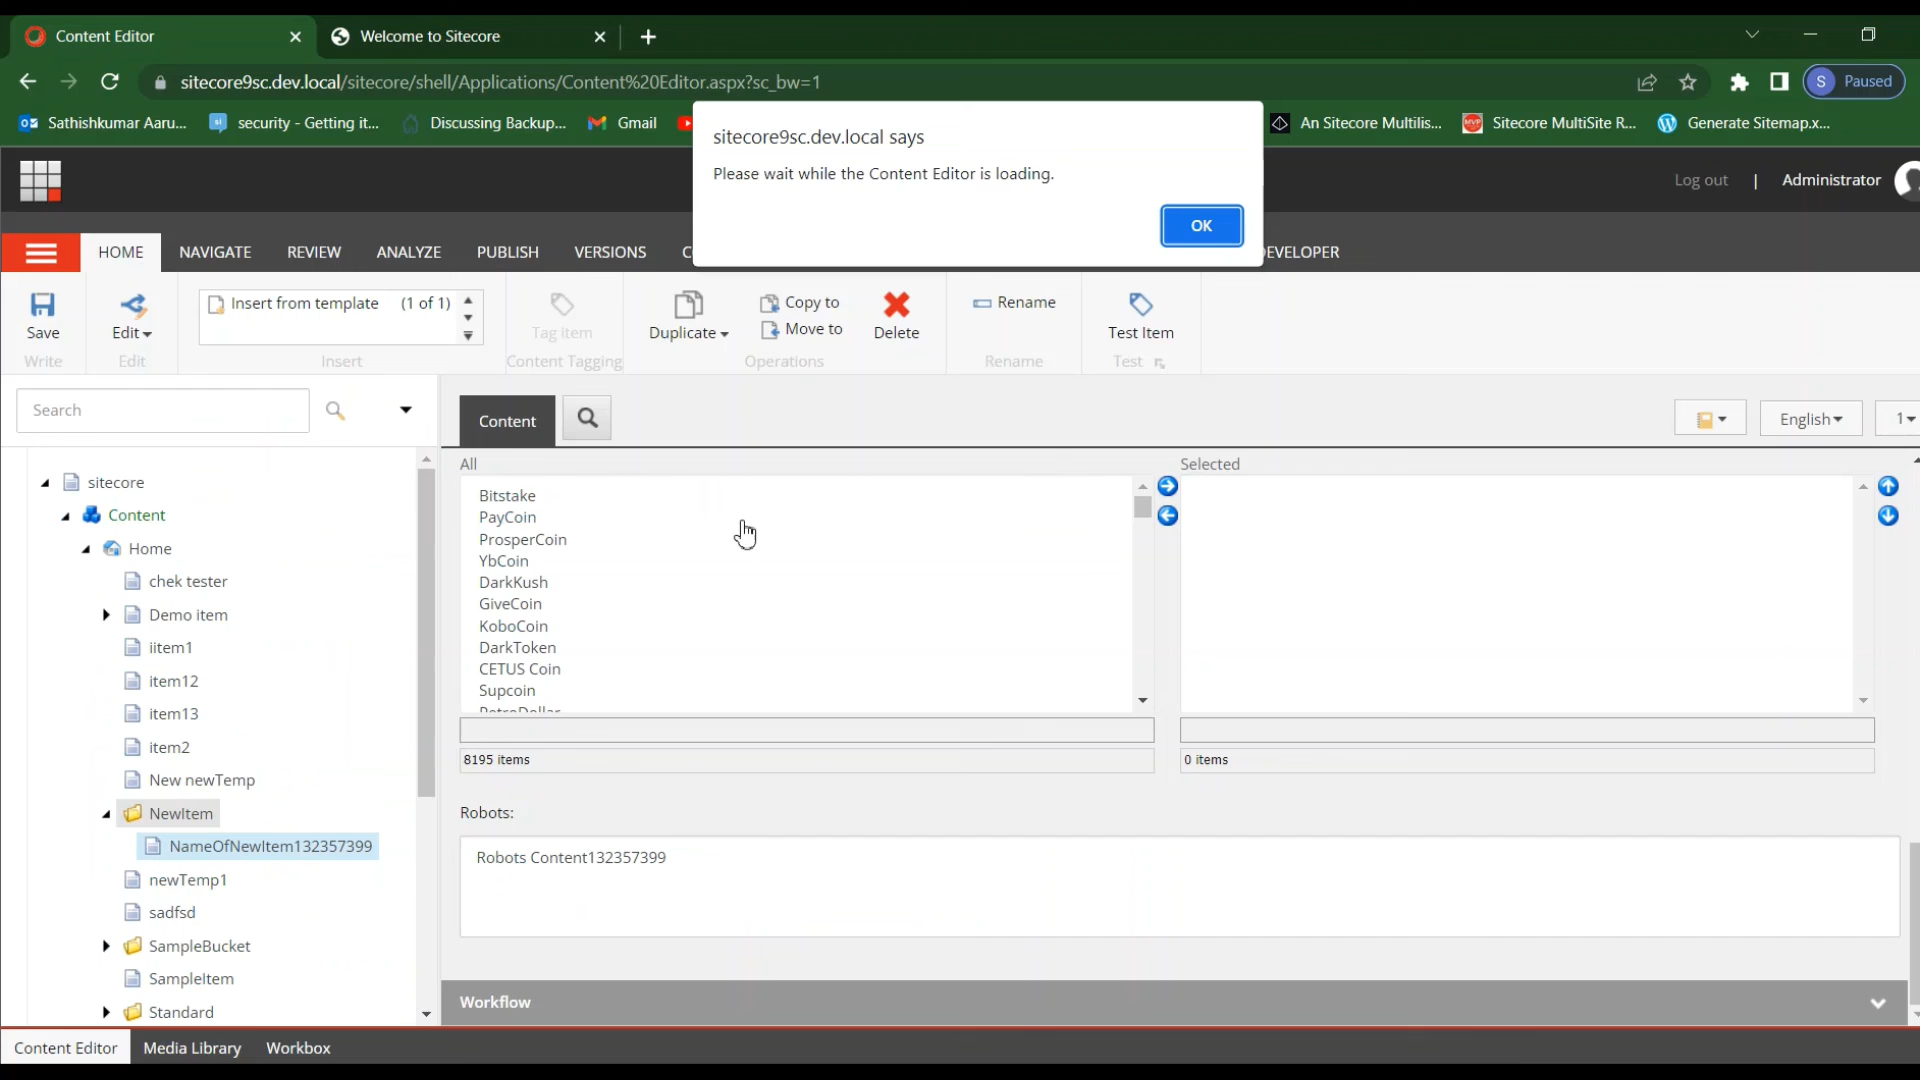 Content Editor
Welcome to Sitecore
sitecore9sc.dev.local/sitecore/shell/Applications/Content%20Editor.aspx?sc_bw=1
S Paused
Sathishkumar Aaru...
security - Getting it...
Discussing Backup...
Gmail
An Sitecore Multilis...
Sitecore MultiSite R...
Generate Sitemap.x...
sitecore9sc.dev.local says
Please wait while the Content Editor is loading.
OK
Log out | Administrator
HOME NAVIGATE REVIEW ANALYZE PUBLISH VERSIONS C EVELOPER
Save
Write
Edit
Edit
Insert from template (1 of 1)
Insert
Tag Item
Content Tagging
Duplicate
Copy to
Move to
Delete
Operations
Rename
Rename
Test Item
Test
Search
Content
English
1
sitecore
Content
Home
chek tester
Demo item
iitem1
item12
item13
item2
New newTemp
NewItem
NameOfNewItem132357399
newTemp1
sadfsd
SampleBucket
SampleItem
Standard
All
Selected
Bitstake
PayCoin
ProsperCoin
YbCoin
DarkKush
GiveCoin
KoboCoin
DarkToken
CETUS Coin
Supcoin
PetroDollar
8195 items
0 items
Robots:
Robots Content132357399
Workflow
Content Editor
Media Library
Workbox